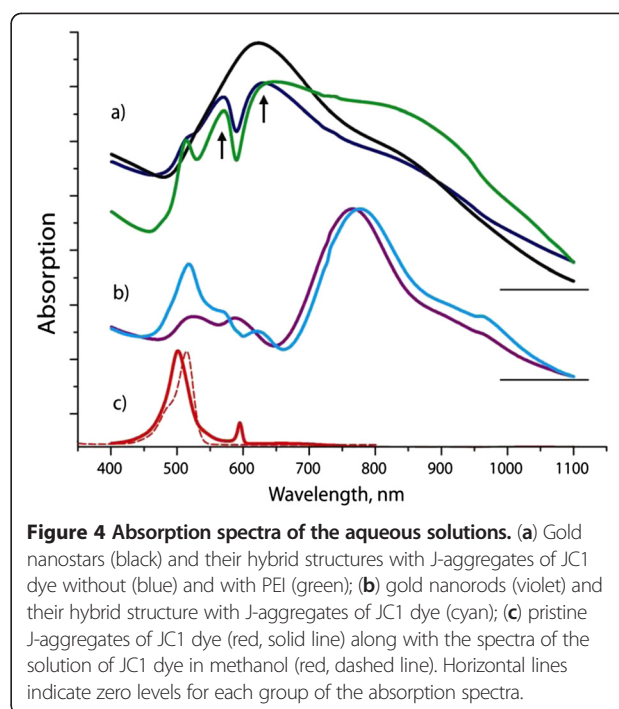 a)
b)
c)
Absorption
400 500 600 700 800 900 1000 1100
Wavelength, nm
Figure 4 Absorption spectra of the aqueous solutions. (a) Gold
nanostars (black) and their hybrid structures with J-aggregates of JC1
dye without (blue) and with PEI (green); (b) gold nanorods (violet) and
their hybrid structure with J-aggregates of JC1 dye (cyan); (c) pristine
J-aggregates of JC1 dye (red, solid line) along with the spectra of the
solution of JC1 dye in methanol (red, dashed line). Horizontal lines
indicate zero levels for each group of the absorption spectra.